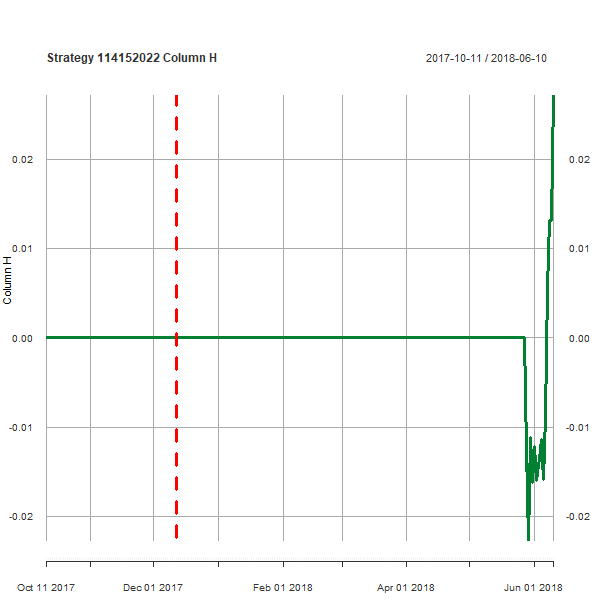 Strategy 114152022 Column H
2017-10-11 / 2018-06-10
Column H
0.02
0.01
0.00
-0.01
-0.02
0.02
0.01
0.00
-0.01
-0.02
Oct 11 2017
Dec 01 2017
Feb 01 2018
Apr 01 2018
Jun 01 2018